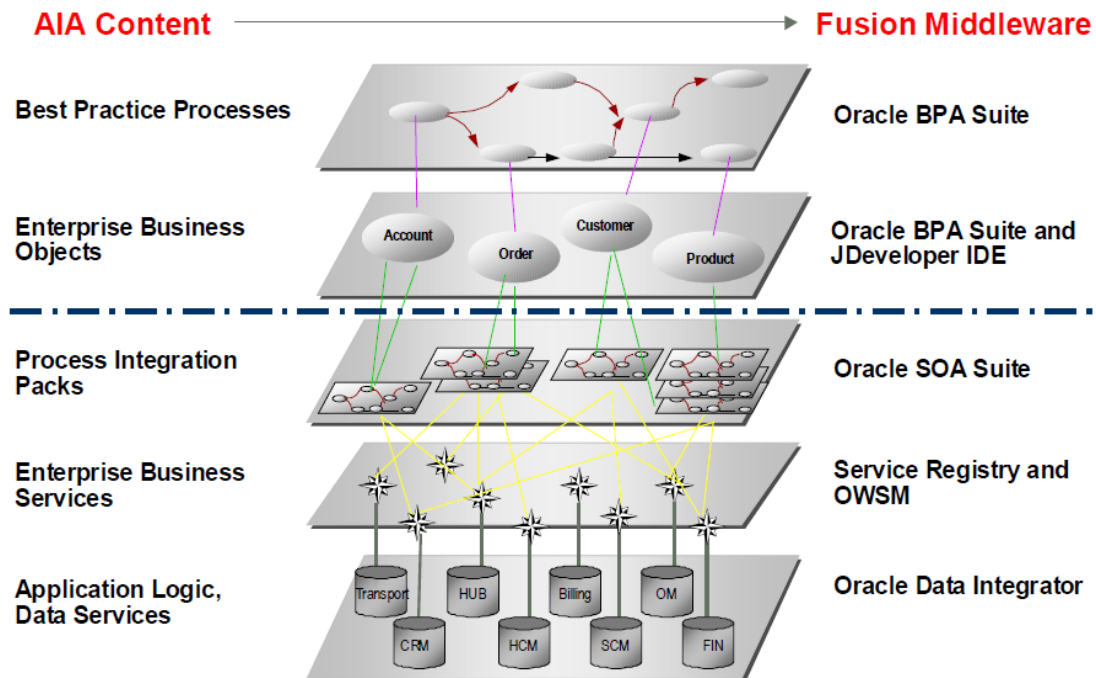 AIA Content
Fusion Middleware
Best Practice Processes
Oracle BPA Suite
Enterprise Business
Objects
Account
Order
Customer
Product
Oracle BPA Suite and
JDeveloper IDE
Process Integration
Packs
Oracle SOA Suite
Enterprise Business
Services
Service Registry and
OWSM
Application Logic,
Data Services
Transport
HUB
Billing
OM
CRM
HCM
SCM
FIN
Oracle Data Integrator